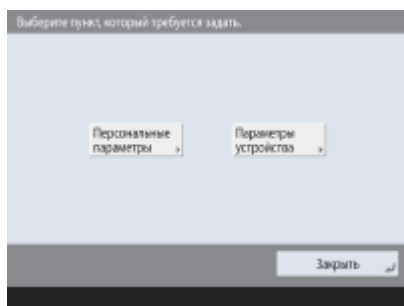 Выберите пункт, который требуется задать.
Персональные
параметры
Параметры
устройства
Закрыть